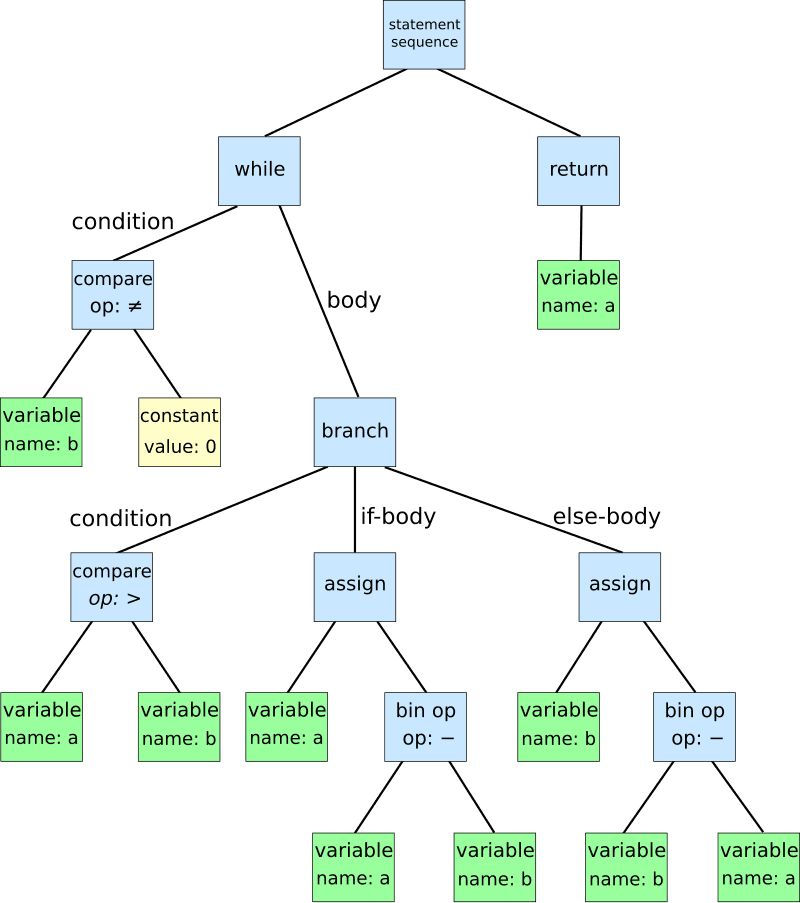 statement
sequence
while
return
condition
body
compare
op: ≠
variable
name: a
variable
name: b
constant
value: 0
branch
condition
if-body
else-body
compare
op: >
assign
assign
variable
name: a
variable
name: b
variable
name: a
bin op
op: −
variable
name: b
bin op
op: −
variable
name: a
variable
name: b
variable
name: b
variable
name: a